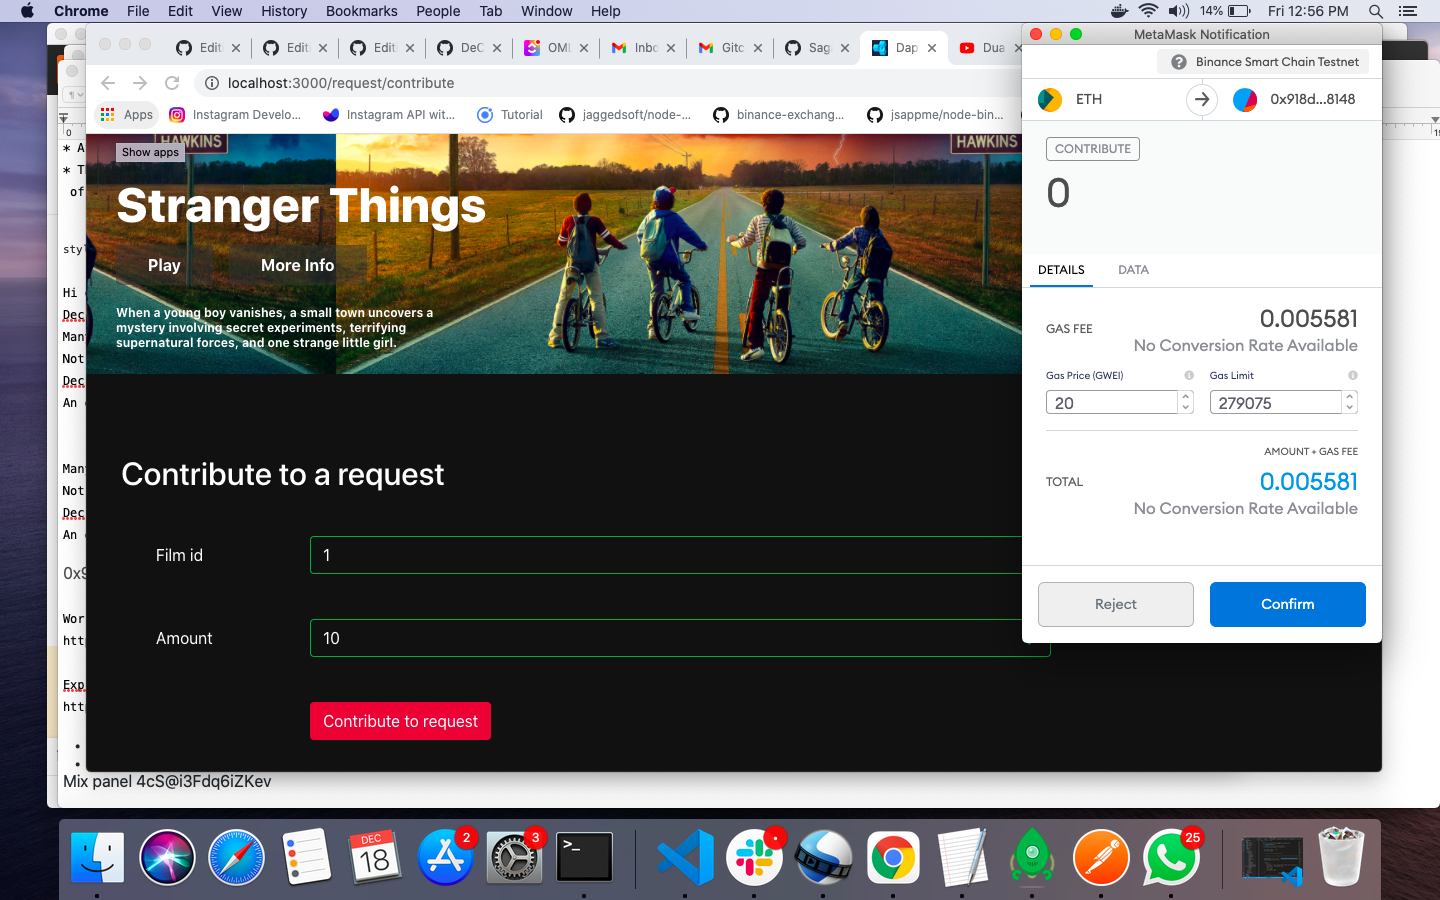 Chrome File Edit View History Bookmarks People Tab Window Help 14% Fri 12:56 PM
Edit Edit Edit DeC OML Inbo Gitc Saga Dap Dua
MetaMask Notification
localhost:3000/request/contribute
Apps Instagram Develo... Instagram API wit... Tutorial jaggedsoft/node-... binance-exchang... jsappme/node-bin...
Binance Smart Chain Testnet
ETH 0x918d...8148
CONTRIBUTE
0
DETAILS DATA
GAS FEE 0.005581
No Conversion Rate Available
Gas Price (GWEI) Gas Limit
20 279075
AMOUNT + GAS FEE
TOTAL 0.005581
No Conversion Rate Available
Reject Confirm
HAWKINS
HAWKINS
Show apps
Stranger Things
Play More Info
When a young boy vanishes, a small town uncovers a
mystery involving secret experiments, terrifying
supernatural forces, and one strange little girl.
Contribute to a request
Film id 1
Amount 10
Contribute to request
0
* A
* T
of
sty
Hi
Dec
Man
Not
Dec
An
Man
Not
Dec
An
0x9
Wor
htt
Exp
htt
Mix panel 4cS@i3Fdq6iZKev
DEC
18
2
3
25